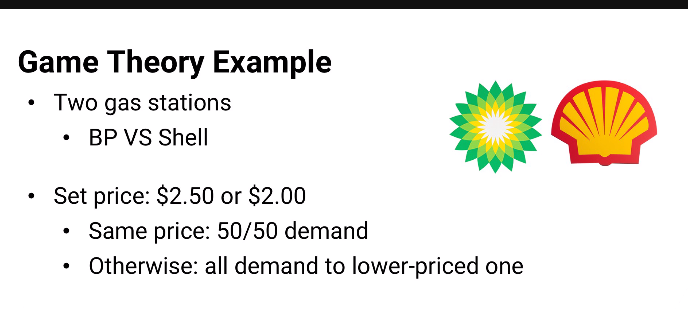 Game Theory Example
• Two gas stations
• BP VS Shell
• Set price: $2.50 or $2.00
• Same price: 50/50 demand
• Otherwise: all demand to lower-priced one